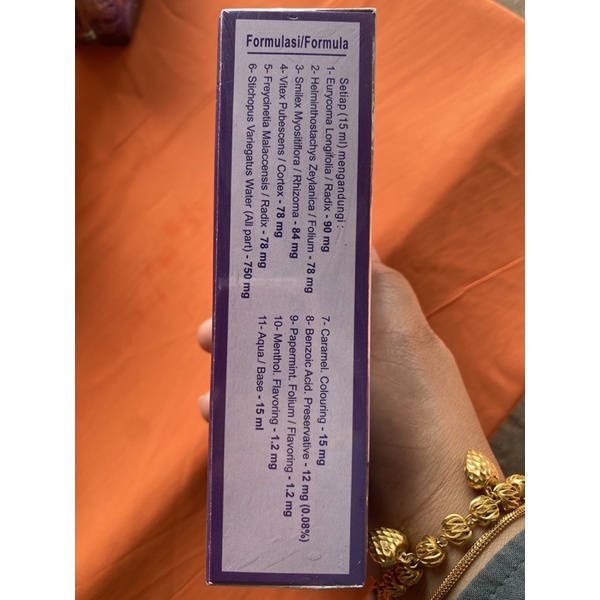 Formulasi/Formula
Setiap (15 ml) mengandungi :
1- Eurycoma Longifolia / Radix - 90 mg
2- Helminthostachys Zeylanica / Folium - 78 mg
3- Smilex Myositiflora / Rhizoma - 84 mg
4- Vitex Pubescens / Cortex - 78 mg
5- Freycinetia Malaccensis / Radix - 78 mg
6- Stichopus Variegatus Water (All part) - 750 mg
7- Caramel. Colouring - 15 mg
8- Benzoic Acid. Preservative - 12 mg (0.08%)
9- Papermint. Folium / Flavoring - 1.2 mg
10- Menthol. Flavoring - 1.2 mg
11- Aqua./ Base - 15 ml